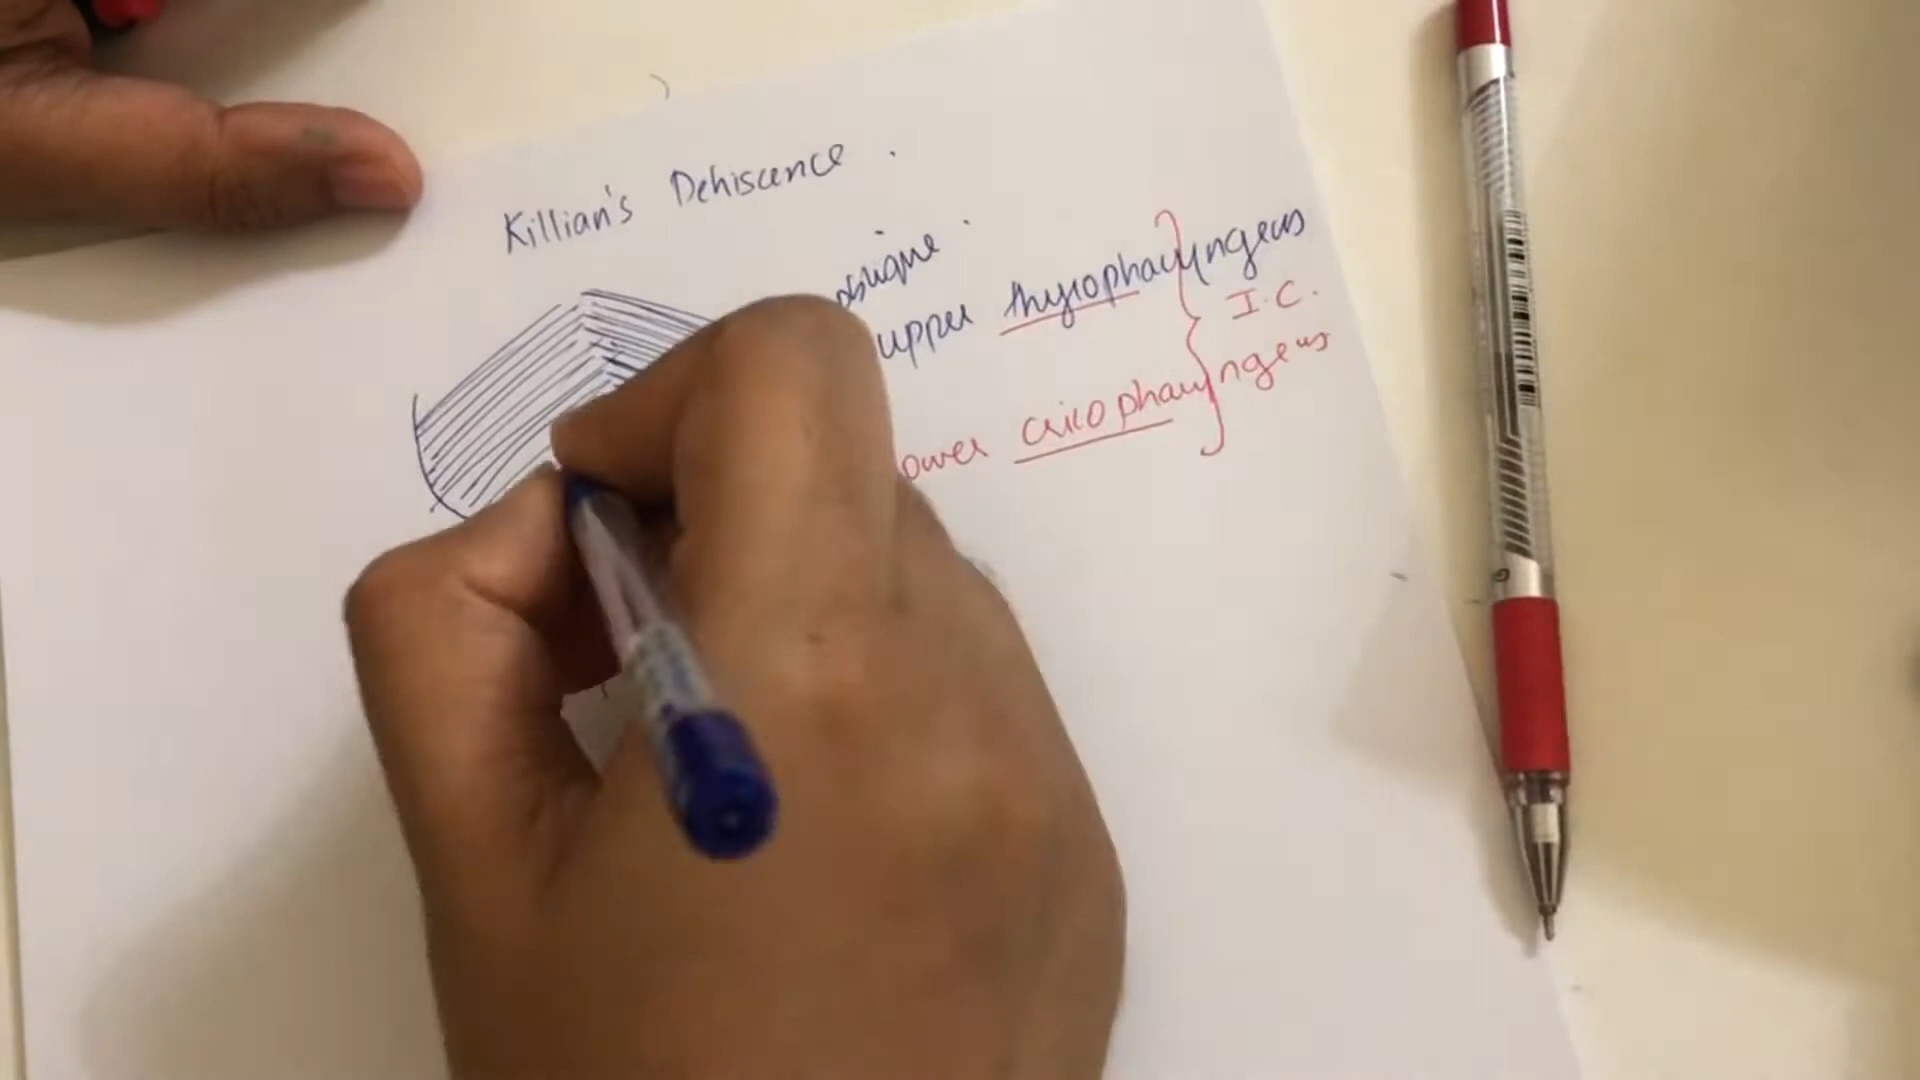 Killian's Dehiscence .
oblique .
upper thyropharyngeus
I.C.
lower cricopharyngeus